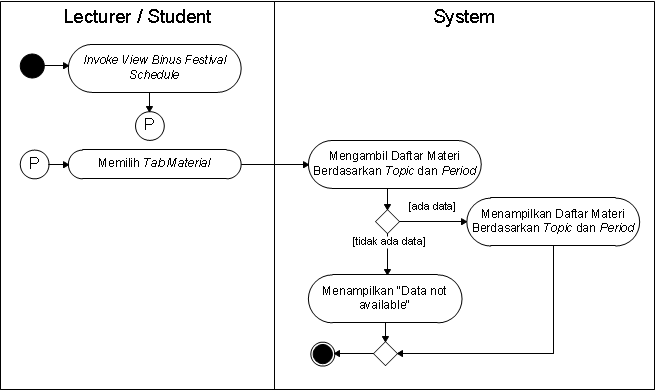 Lecturer / Student
System
Invoke View Binus Festival
Schedule
P
P
Memilih Tab Material
Mengambil Daftar Materi
Berdasarkan Topic dan Period
[ada data]
Menampilkan Daftar Materi
Berdasarkan Topic dan Period
[tidak ada data]
Menampilkan "Data not
available"